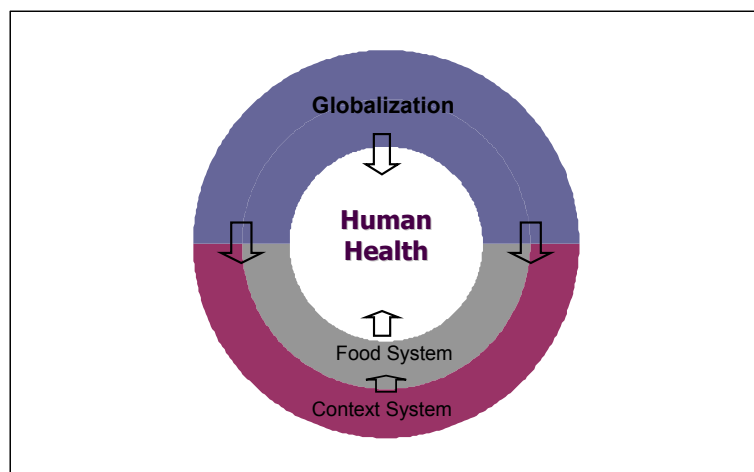 Globalization
Human
Health
Food System
Context System